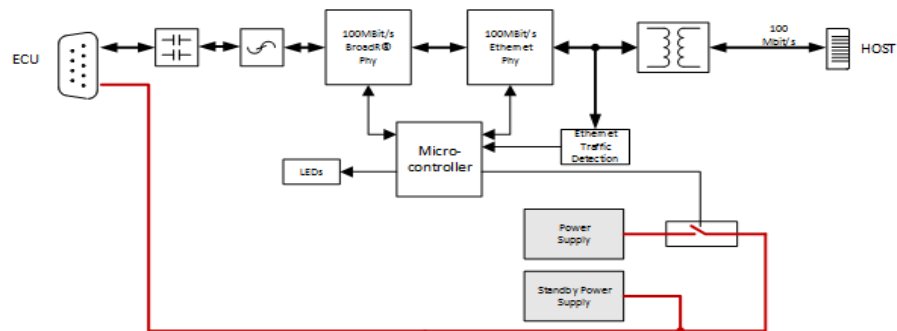 ECU
100MBit/s
BroadR®
Phy
100MBit/s
Ethernet
Phy
100
Mbit/s
HOST
Ethernet
Traffic
Detection
Micro-
controller
LEDs
Power
Supply
Standby Power
Supply